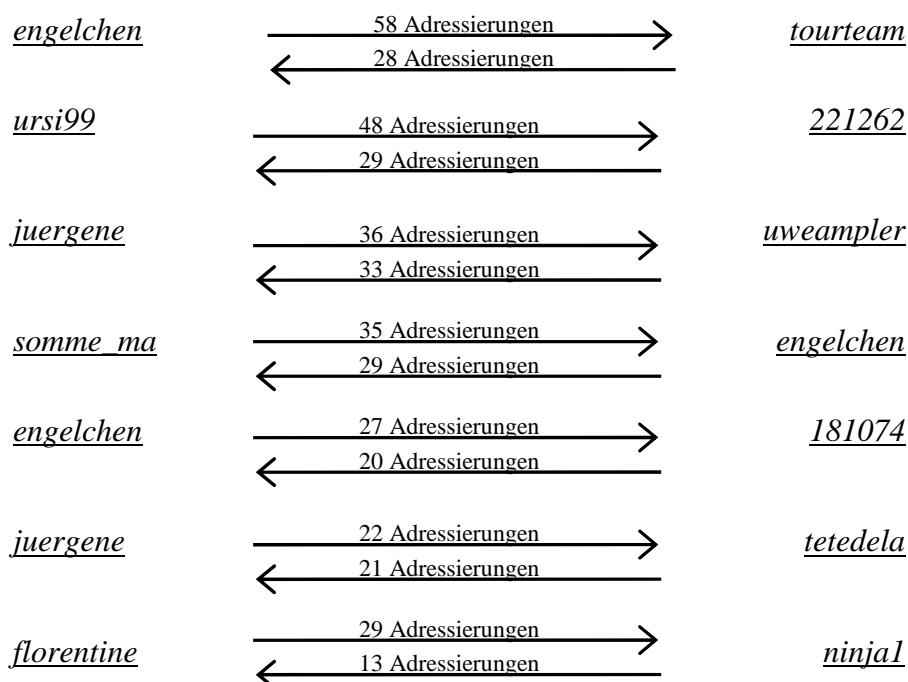 engelchen 58 Adressierungen tourteam
28 Adressierungen
ursi99 48 Adressierungen 221262
29 Adressierungen
juergene 36 Adressierungen uweampler
33 Adressierungen
somme_ma 35 Adressierungen engelchen
29 Adressierungen
engelchen 27 Adressierungen 181074
20 Adressierungen
juergene 22 Adressierungen tetedela
21 Adressierungen
florentine 29 Adressierungen ninja1
13 Adressierungen